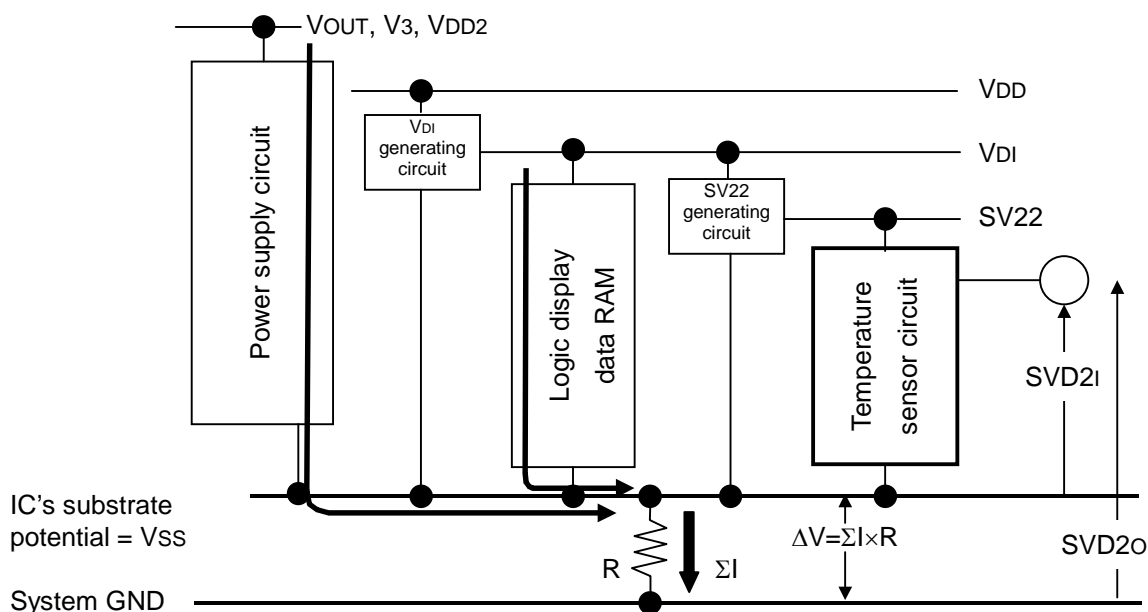 VOUT, V3, VDD2
VDD
VDI
generating
circuit
VDI
SV22
generating
circuit
SV22
Power supply circuit
Logic display
data RAM
Temperature
sensor circuit
SVD2I
IC's substrate
potential = VSS
ΔV=ΣI×R
SVD2O
R
ΣI
System GND